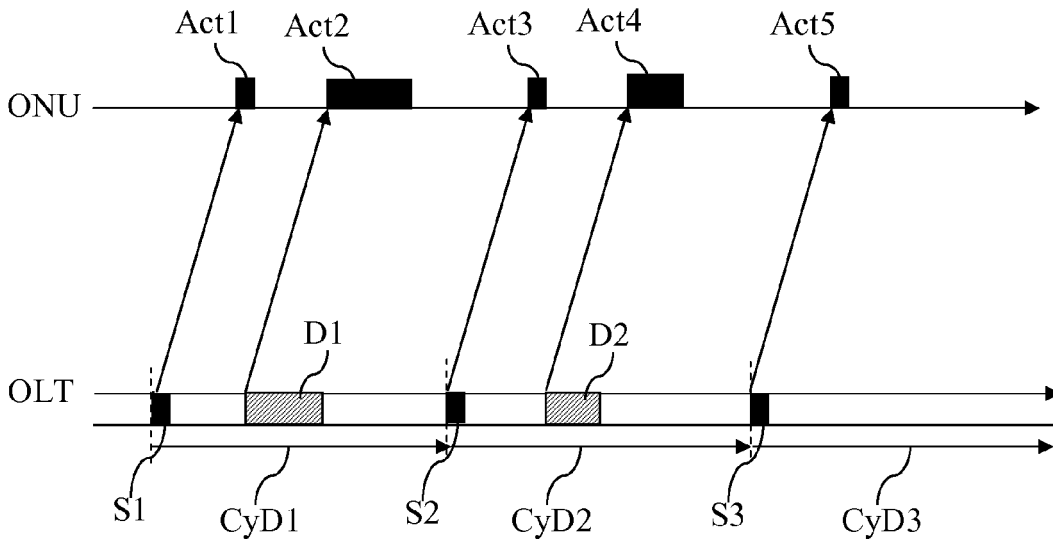 Act1 Act2 Act3 Act4 Act5
ONU
D1 D2
OLT
S1 CyD1 S2 CyD2 S3 CyD3